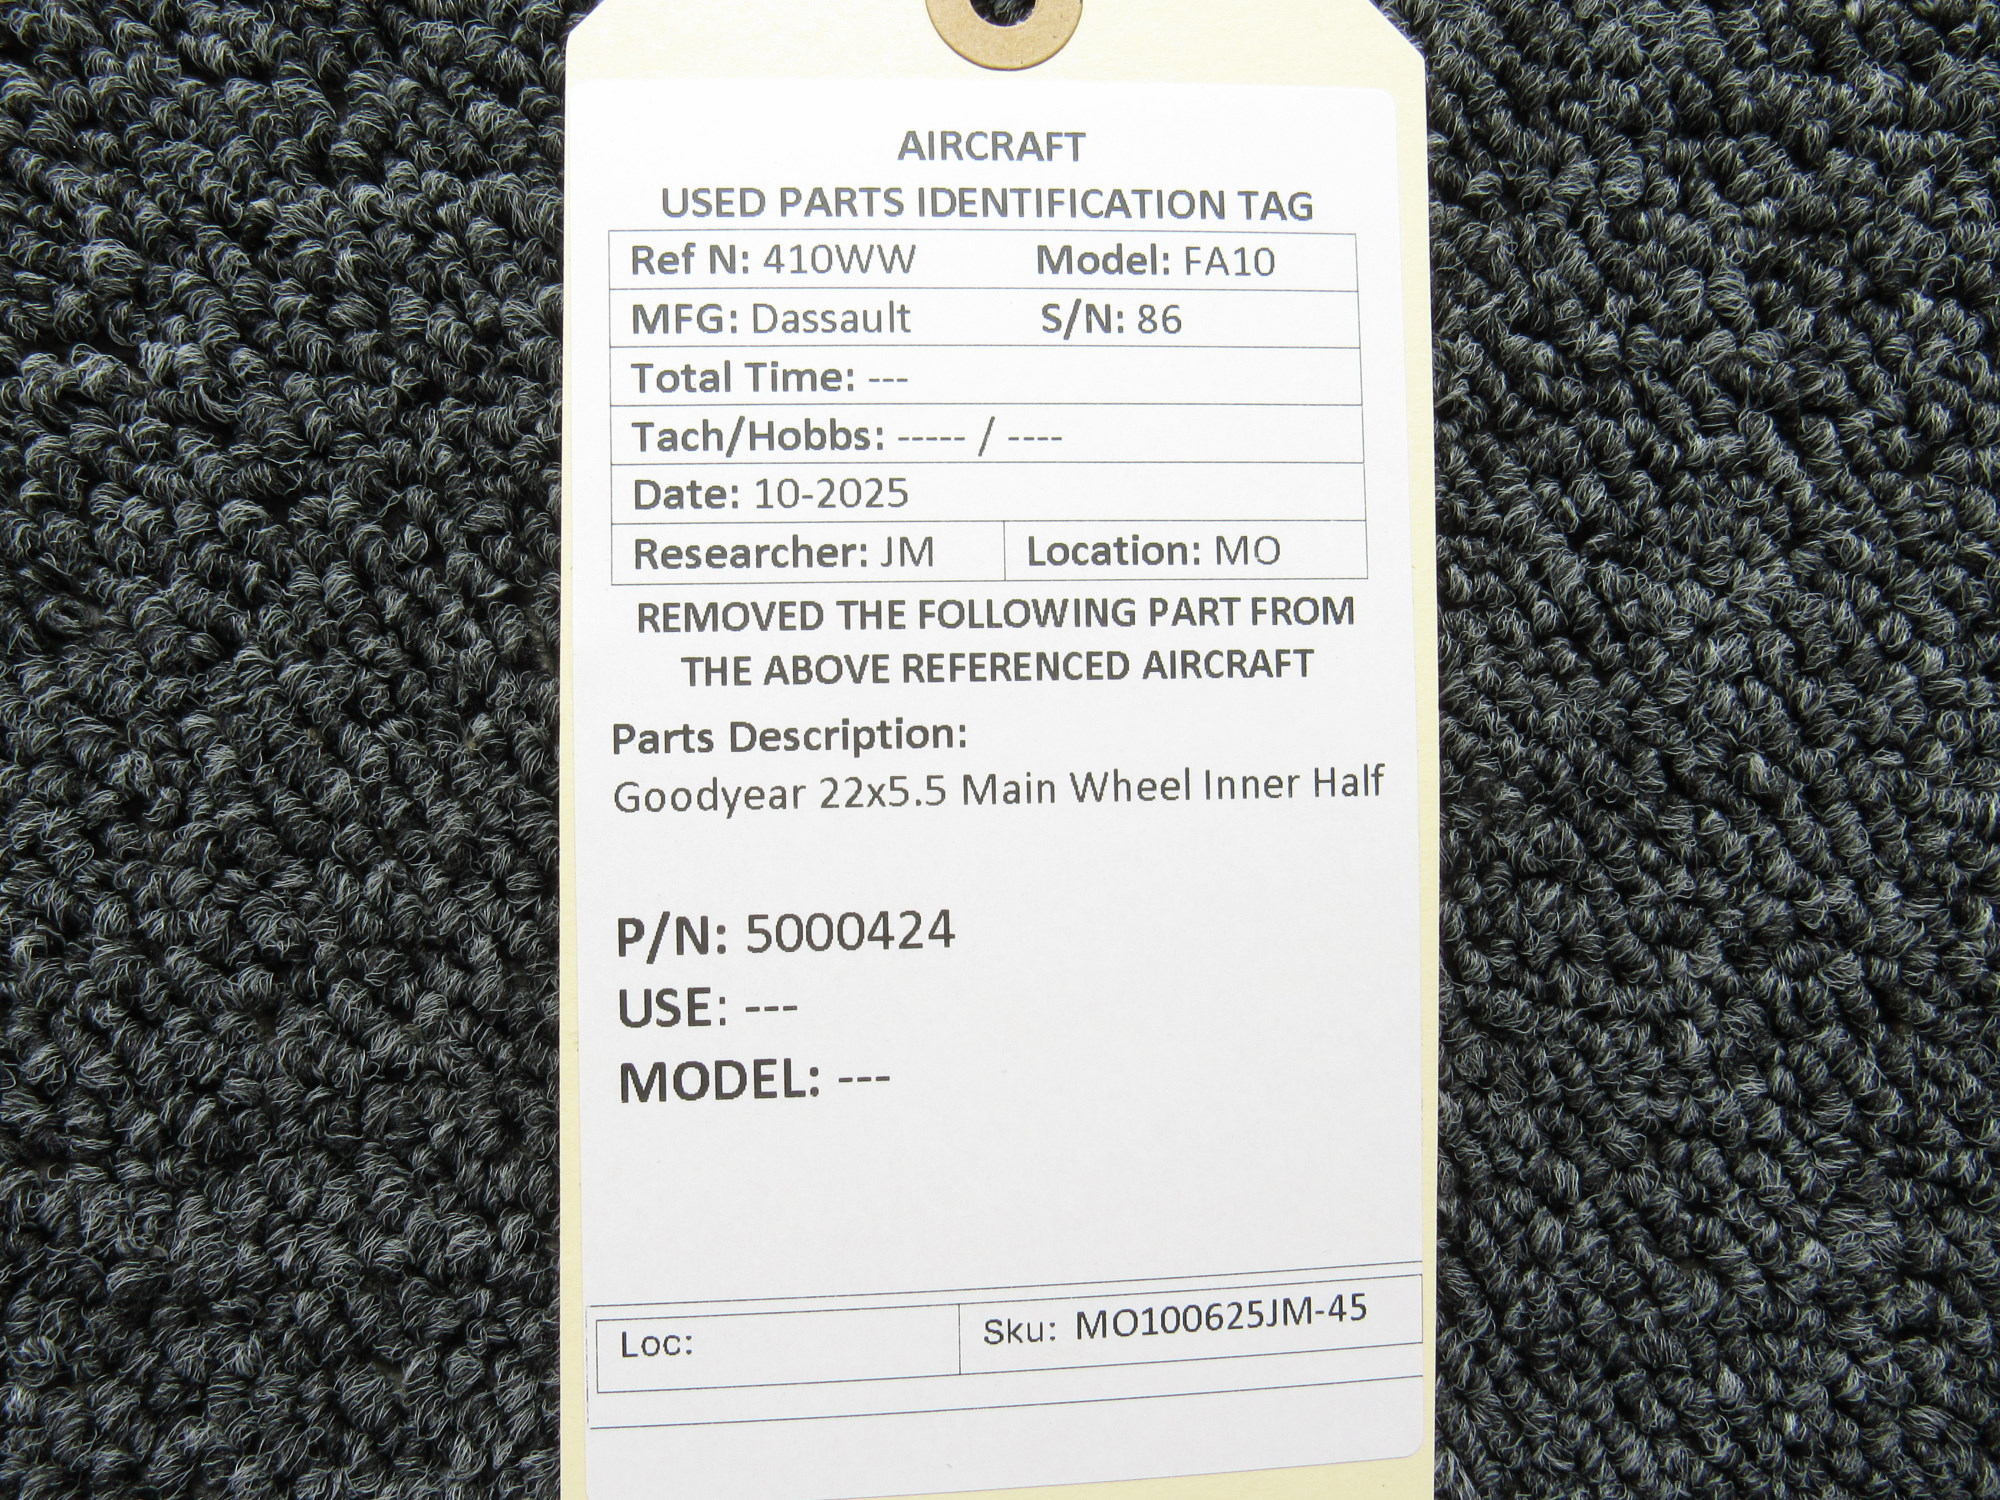 AIRCRAFT
USED PARTS IDENTIFICATION TAG
Ref N: 410WW Model: FA10
MFG: Dassault S/N: 86
Total Time: ---
Tach/Hobbs: ----- / ----
Date: 10-2025
Researcher: JM Location: MO
REMOVED THE FOLLOWING PART FROM
THE ABOVE REFERENCED AIRCRAFT
Parts Description:
Goodyear 22x5.5 Main Wheel Inner Half
P/N: 5000424
USE: ---
MODEL: ---
Loc: Sku: MO100625JM-45